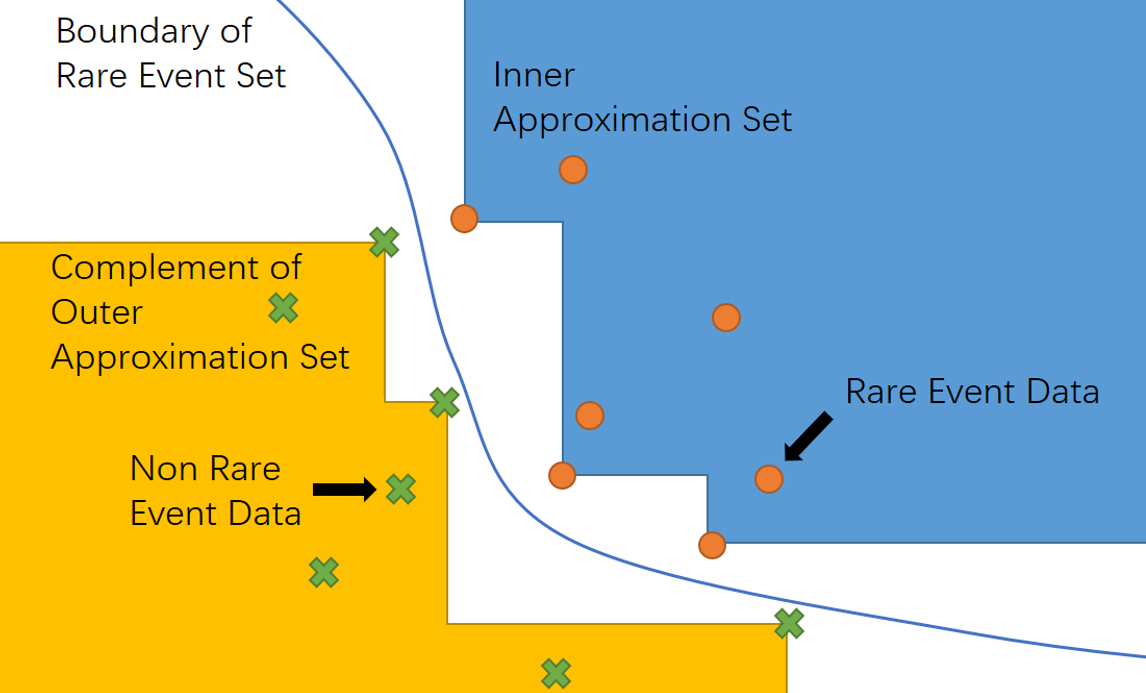 Boundary of
Rare Event Set
Inner
Approximation Set
Complement of
Outer
Approximation Set
Rare Event Data
Non Rare
Event Data